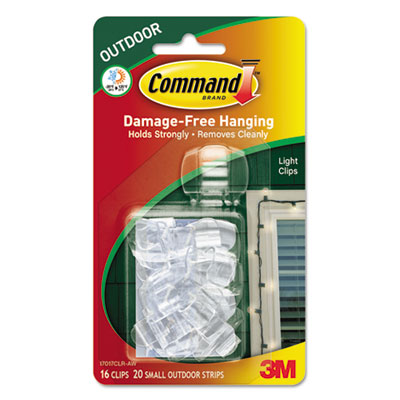 OUTDOOR
Command
BRAND
Damage-Free Hanging
Holds Strongly • Removes Cleanly
Light
Clips
17017CLR-AW
16 CLIPS 20 SMALL OUTDOOR STRIPS
3M